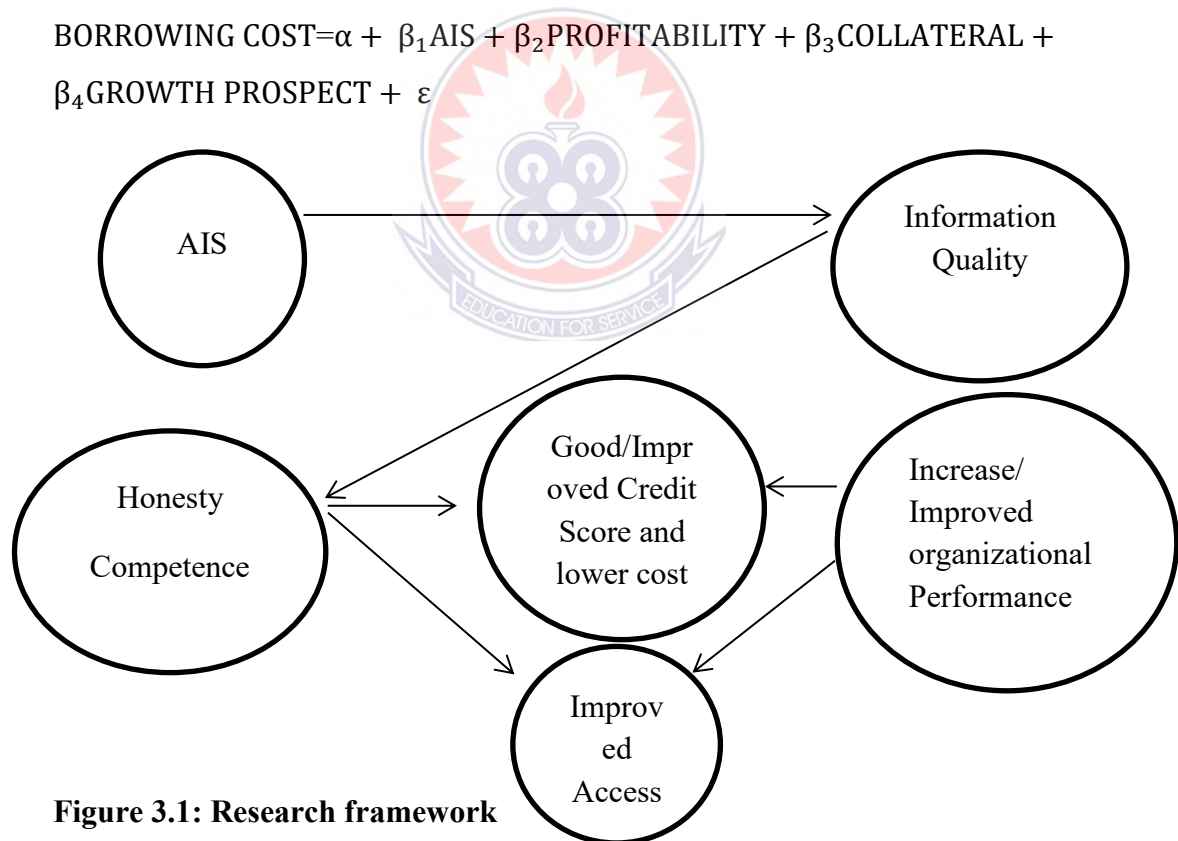 BORROWING COST=α + β₁AIS + β₂PROFITABILITY + β₃COLLATERAL +
β₄GROWTH PROSPECT + ε
EDUCATION FOR SERVICE
AIS
Information
Quality
Honesty
Competence
Good/Impr
oved Credit
Score and
lower cost
Increase/
Improved
organizational
Performance
Improv
ed
Access
Figure 3.1: Research framework